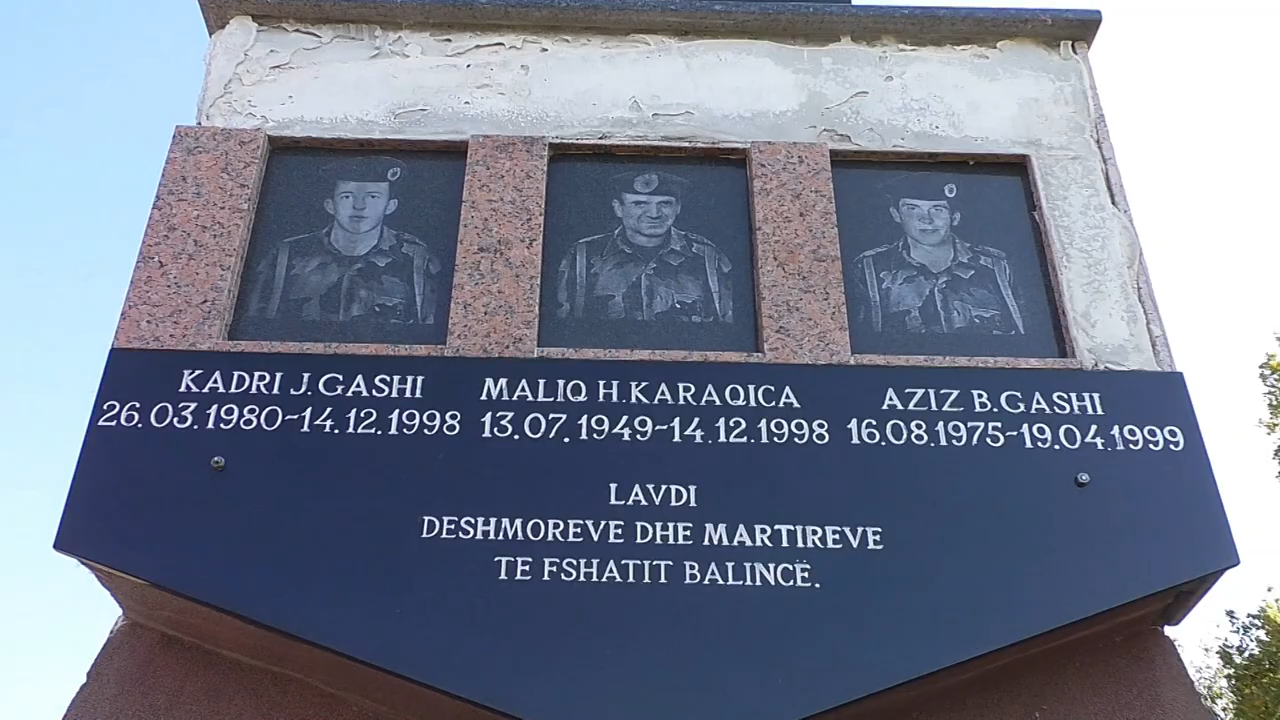 KADRI J.GASHI MALIQ H.KARAQICA AZIZ B.GASHI
26.03.1980-14.12.1998 13.07.1949-14.12.1998 16.08.1975-19.04.1999
LAVDI
DESHMOREVE DHE MARTIREVE
TE FSHATIT BALINCË.